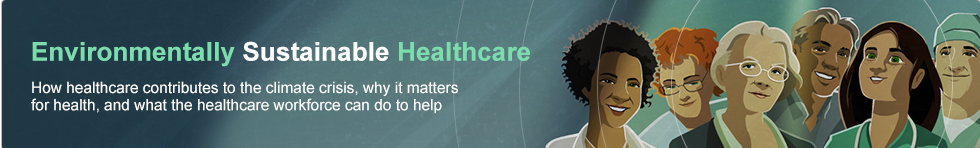 Environmentally Sustainable Healthcare
How healthcare contributes to the climate crisis, why it matters
for health, and what the healthcare workforce can do to help